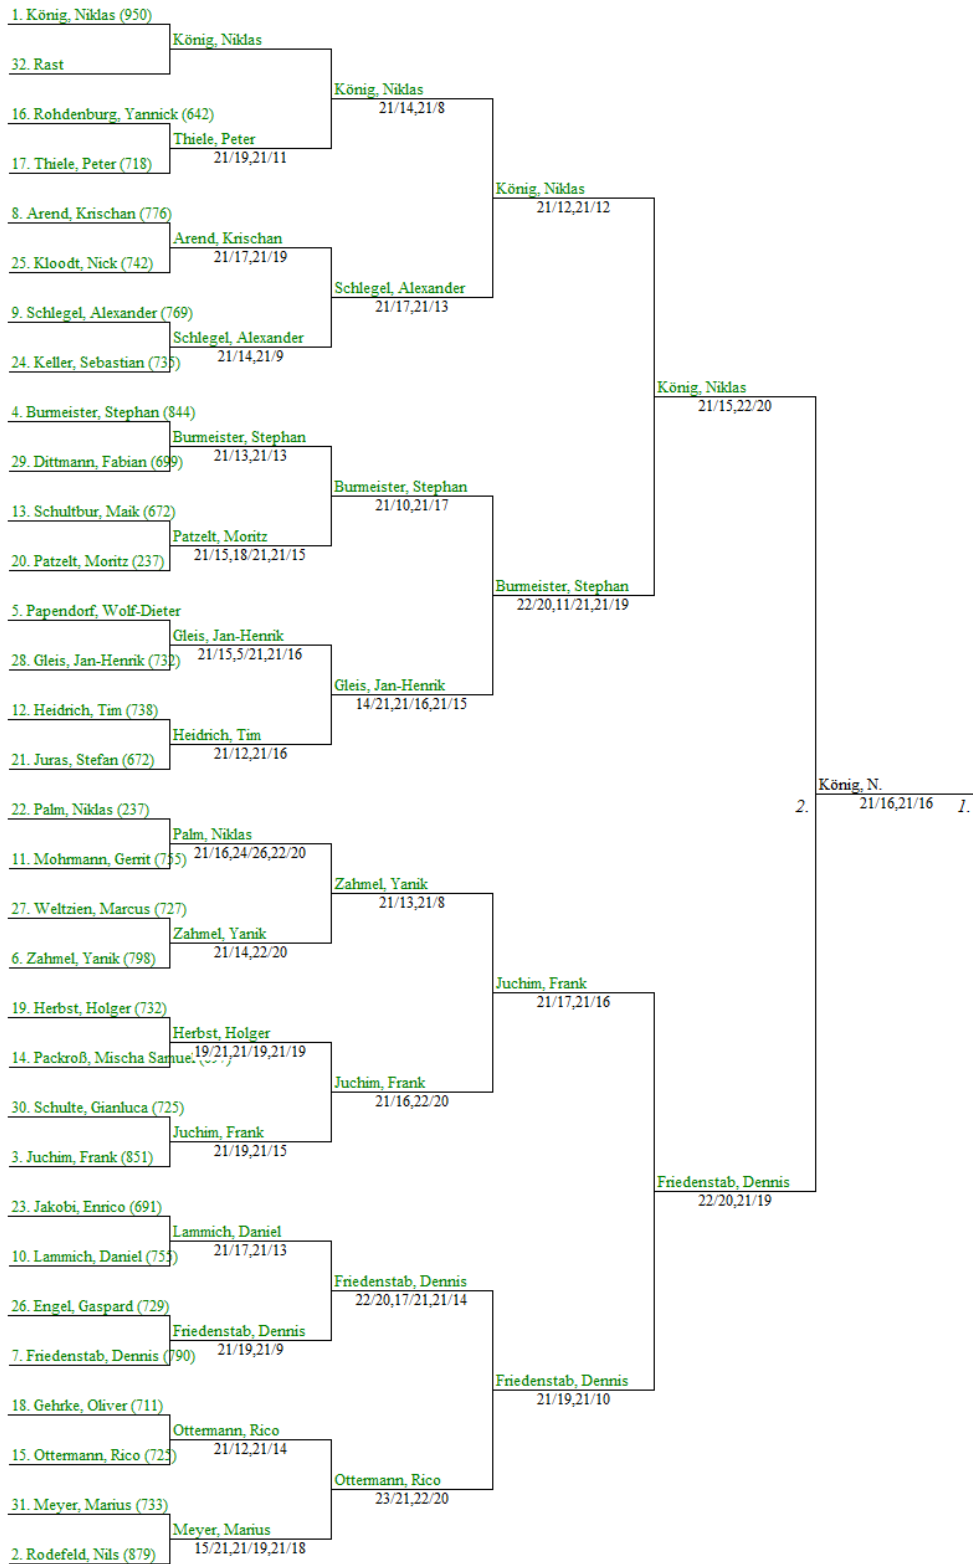 1. König, Niklas (950)
König, Niklas
32. Rast
König, Niklas
21/14,21/8
16. Rohdenburg, Yannick (642)
Thiele, Peter
21/19,21/11
17. Thiele, Peter (718)
König, Niklas
21/12,21/12
8. Arend, Krischan (776)
Arend, Krischan
21/17,21/19
25. Kloodt, Nick (742)
Schlegel, Alexander
21/17,21/13
9. Schlegel, Alexander (769)
Schlegel, Alexander
21/14,21/9
24. Keller, Sebastian (735)
König, Niklas
21/15,22/20
4. Burmeister, Stephan (844)
Burmeister, Stephan
21/13,21/13
29. Dittmann, Fabian (699)
Burmeister, Stephan
21/10,21/17
13. Schultbur, Maik (672)
Patzelt, Moritz
21/15,18/21,21/15
20. Patzelt, Moritz (237)
Burmeister, Stephan
22/20,11/21,21/19
5. Papendorf, Wolf-Dieter
Gleis, Jan-Henrik
21/15,5/21,21/16
28. Gleis, Jan-Henrik (732)
Gleis, Jan-Henrik
14/21,21/16,21/15
12. Heidrich, Tim (738)
Heidrich, Tim
21/12,21/16
21. Juras, Stefan (672)
König, N.
2. 21/16,21/16 1.
22. Palm, Niklas (237)
Palm, Niklas
21/16,24/26,22/20
11. Mohrmann, Gerrit (755)
Zahmel, Yanik
21/13,21/8
27. Weltzien, Marcus (727)
Zahmel, Yanik
21/14,22/20
6. Zahmel, Yanik (798)
Juchim, Frank
21/17,21/16
19. Herbst, Holger (732)
Herbst, Holger
19/21,21/19,21/19
14. Packroß, Mischa Samuel
Juchim, Frank
21/16,22/20
30. Schulte, Gianluca (725)
Juchim, Frank
21/19,21/15
3. Juchim, Frank (851)
Friedenstab, Dennis
22/20,21/19
23. Jakobi, Enrico (691)
Lammich, Daniel
21/17,21/13
10. Lammich, Daniel (755)
Friedenstab, Dennis
22/20,17/21,21/14
26. Engel, Gaspard (729)
Friedenstab, Dennis
21/19,21/9
7. Friedenstab, Dennis (790)
Friedenstab, Dennis
21/19,21/10
18. Gehrke, Oliver (711)
Ottermann, Rico
21/12,21/14
15. Ottermann, Rico (725)
Ottermann, Rico
23/21,22/20
31. Meyer, Marius (733)
Meyer, Marius
15/21,21/19,21/18
2. Rodefeld, Nils (879)